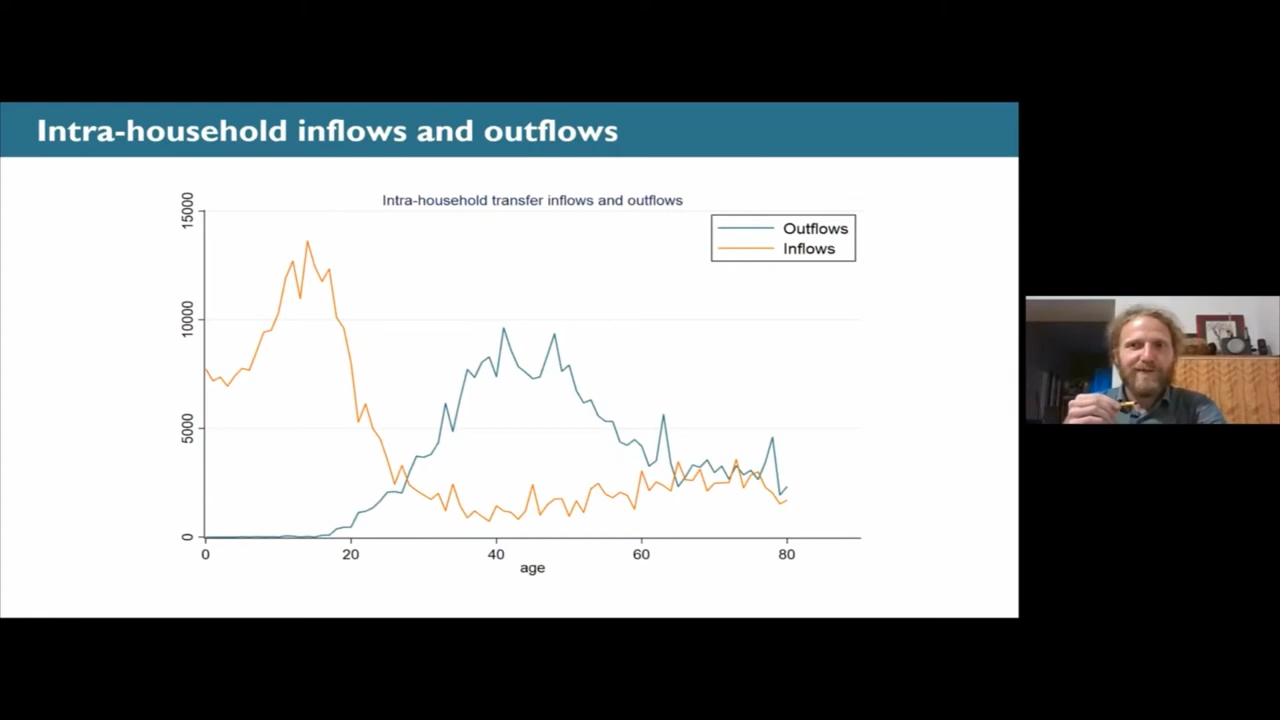 Intra-household inflows and outflows
Intra-household transfer inflows and outflows
Outflows
Inflows
15000
10000
5000
0
0 20 40 60 80
age